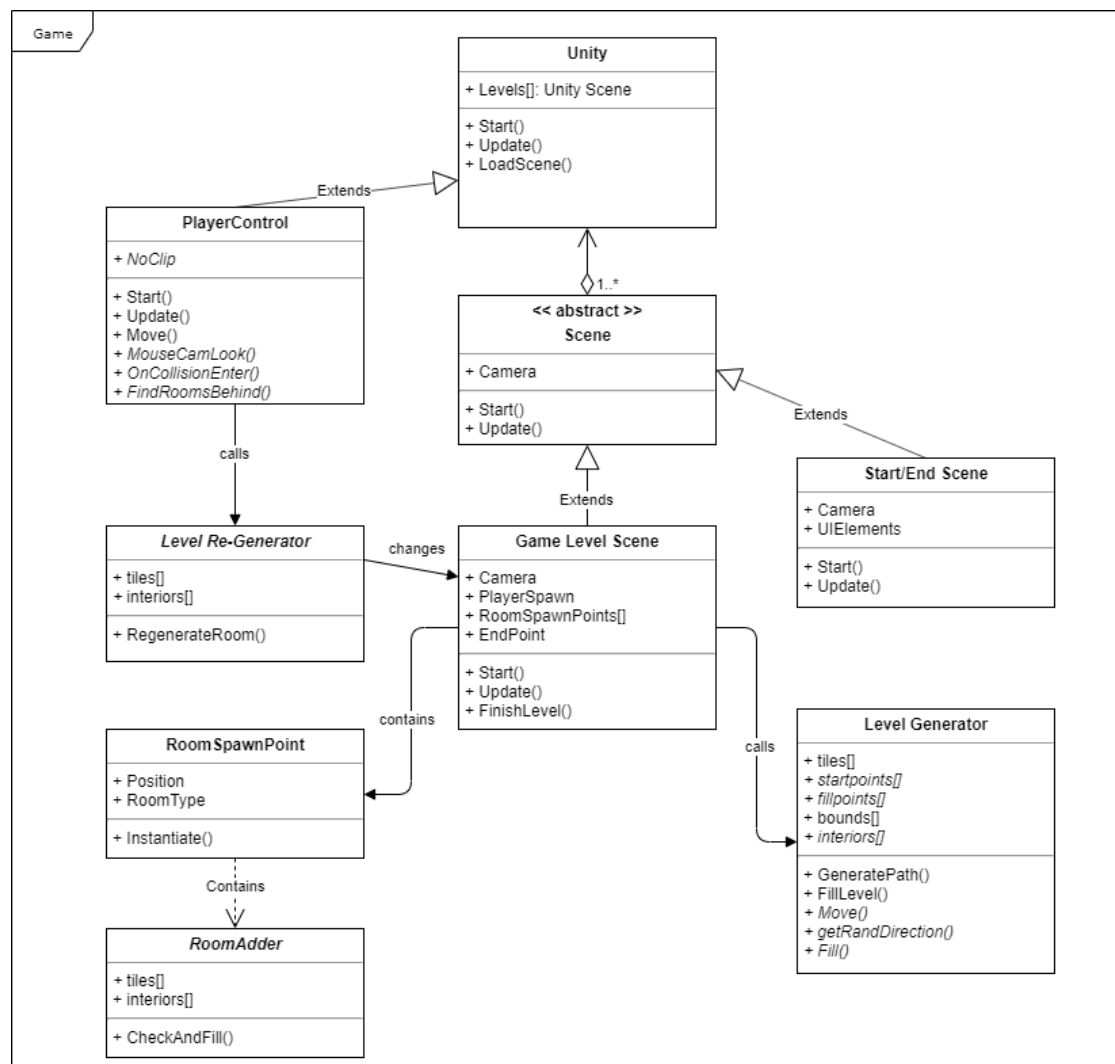 Game
Unity
+ Levels[]: Unity Scene
+ Start()
+ Update()
+ LoadScene()
Extends
PlayerControl
+ NoClip
+ Start()
+ Update()
+ Move()
+ MouseCamLook()
+ OnCollisionEnter()
+ FindRoomsBehind()
1..*
<< abstract >>
Scene
+ Camera
+ Start()
+ Update()
Extends
calls
Extends
Start/End Scene
+ Camera
+ UIElements
+ Start()
+ Update()
Level Re-Generator
+ tiles[]
+ interiors[]
+ RegenerateRoom()
changes
Game Level Scene
+ Camera
+ PlayerSpawn
+ RoomSpawnPoints[]
+ EndPoint
+ Start()
+ Update()
+ FinishLevel()
contains
calls
RoomSpawnPoint
+ Position
+ RoomType
+ Instantiate()
Level Generator
+ tiles[]
+ startpoints[]
+ fillpoints[]
+ bounds[]
+ interiors[]
+ GeneratePath()
+ FillLevel()
+ Move()
+ getRandDirection()
+ Fill()
Contains
RoomAdder
+ tiles[]
+ interiors[]
+ CheckAndFill()